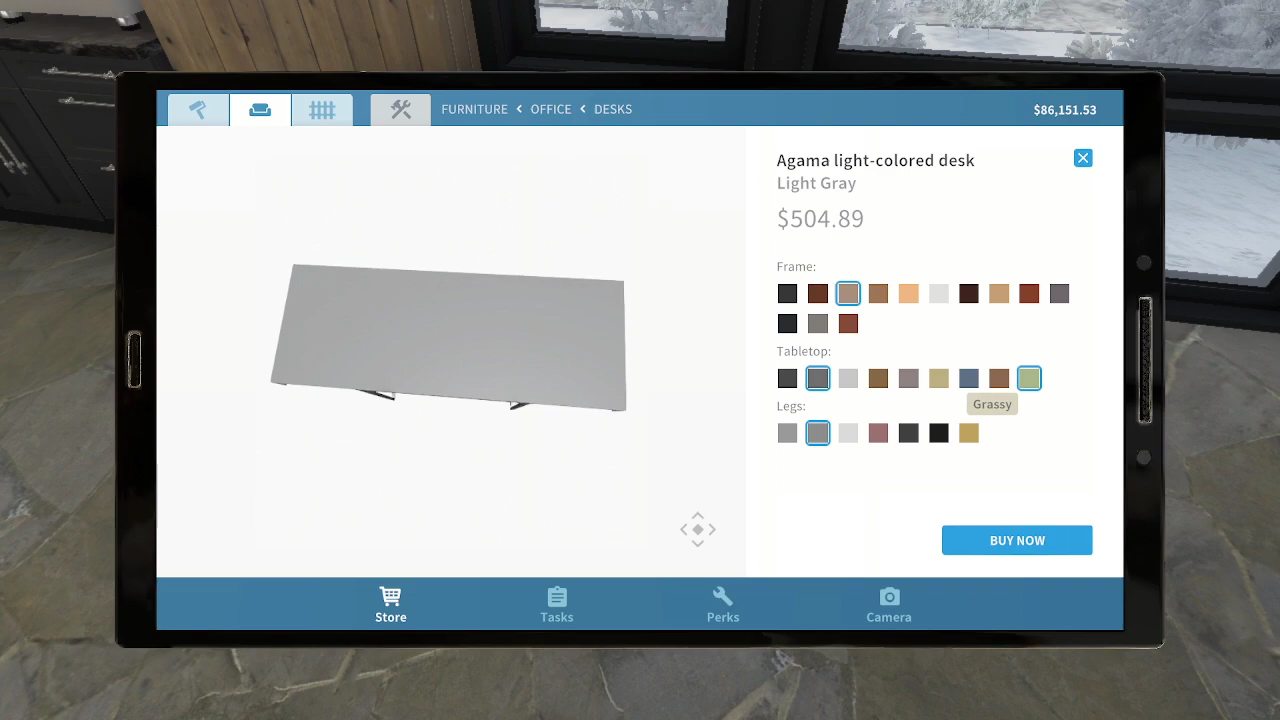 FURNITURE < OFFICE < DESKS
$86,151.53
Agama light-colored desk
Light Gray
$504.89
Frame:
Tabletop:
Grassy
Legs:
BUY NOW
Store
Tasks
Perks
Camera